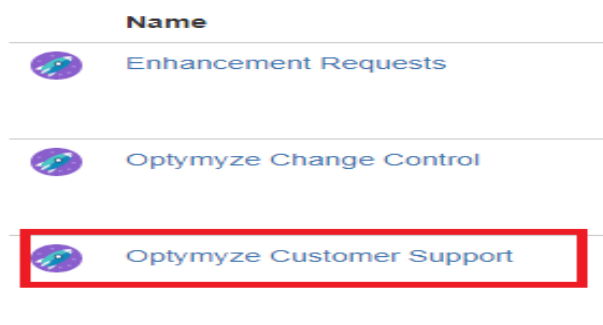 Name
Enhancement Requests
Optymyze Change Control
Optymyze Customer Support